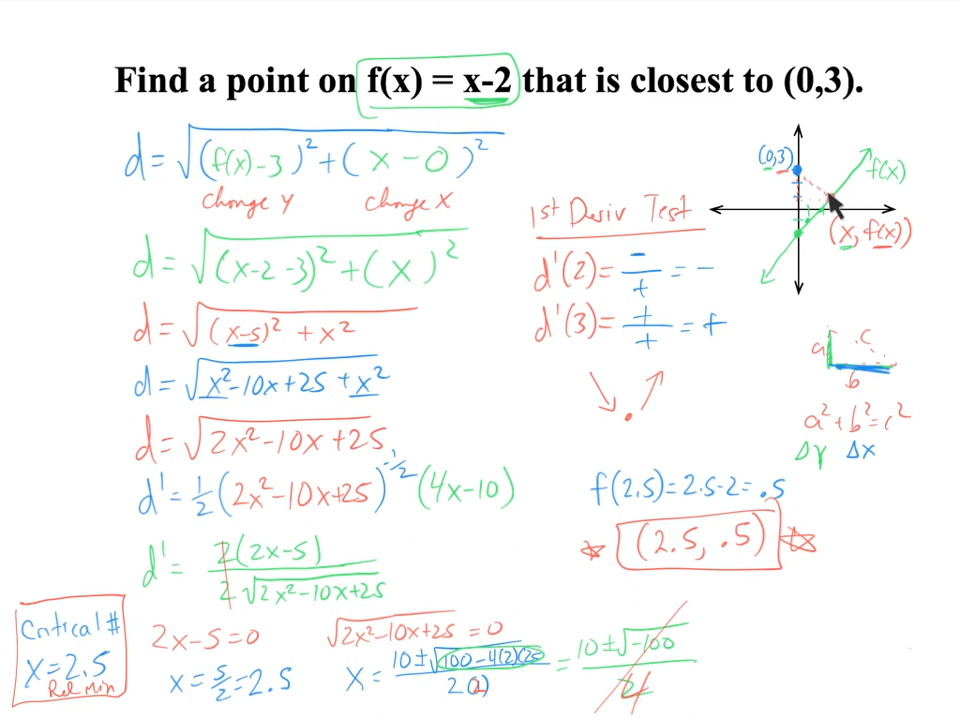 Find a point on f(x) = x-2 that is closest to (0,3).
d = √(f(x)-3)² + (x-0)²
change Y change X
d = √(x-2-3)² + (x)²
d = √(x-5)² + x²
d = √x²-10x+25+x²
d = √2x²-10x+25
d' = 1/2 (2x²-10x+25)^-1/2 (4x-10)
d' = 2(2x-5) / 2√2x²-10x+25
Critical #
x=2.5
Rel Min
2x-5=0
x = 5/2 = 2.5
√2x²-10x+25 = 0
x = 10±√100-4(2)(25) / 2(2) = 10±√-100 / 4
1st Deriv Test
d'(2) = -/+ = -
d'(3) = +/+ = +
(0,3)
f(x)
(x, f(x))
a c
b
a²+b²=c²
ΔY ΔX
f(2.5)=2.5-2=.5
(2.5, .5)